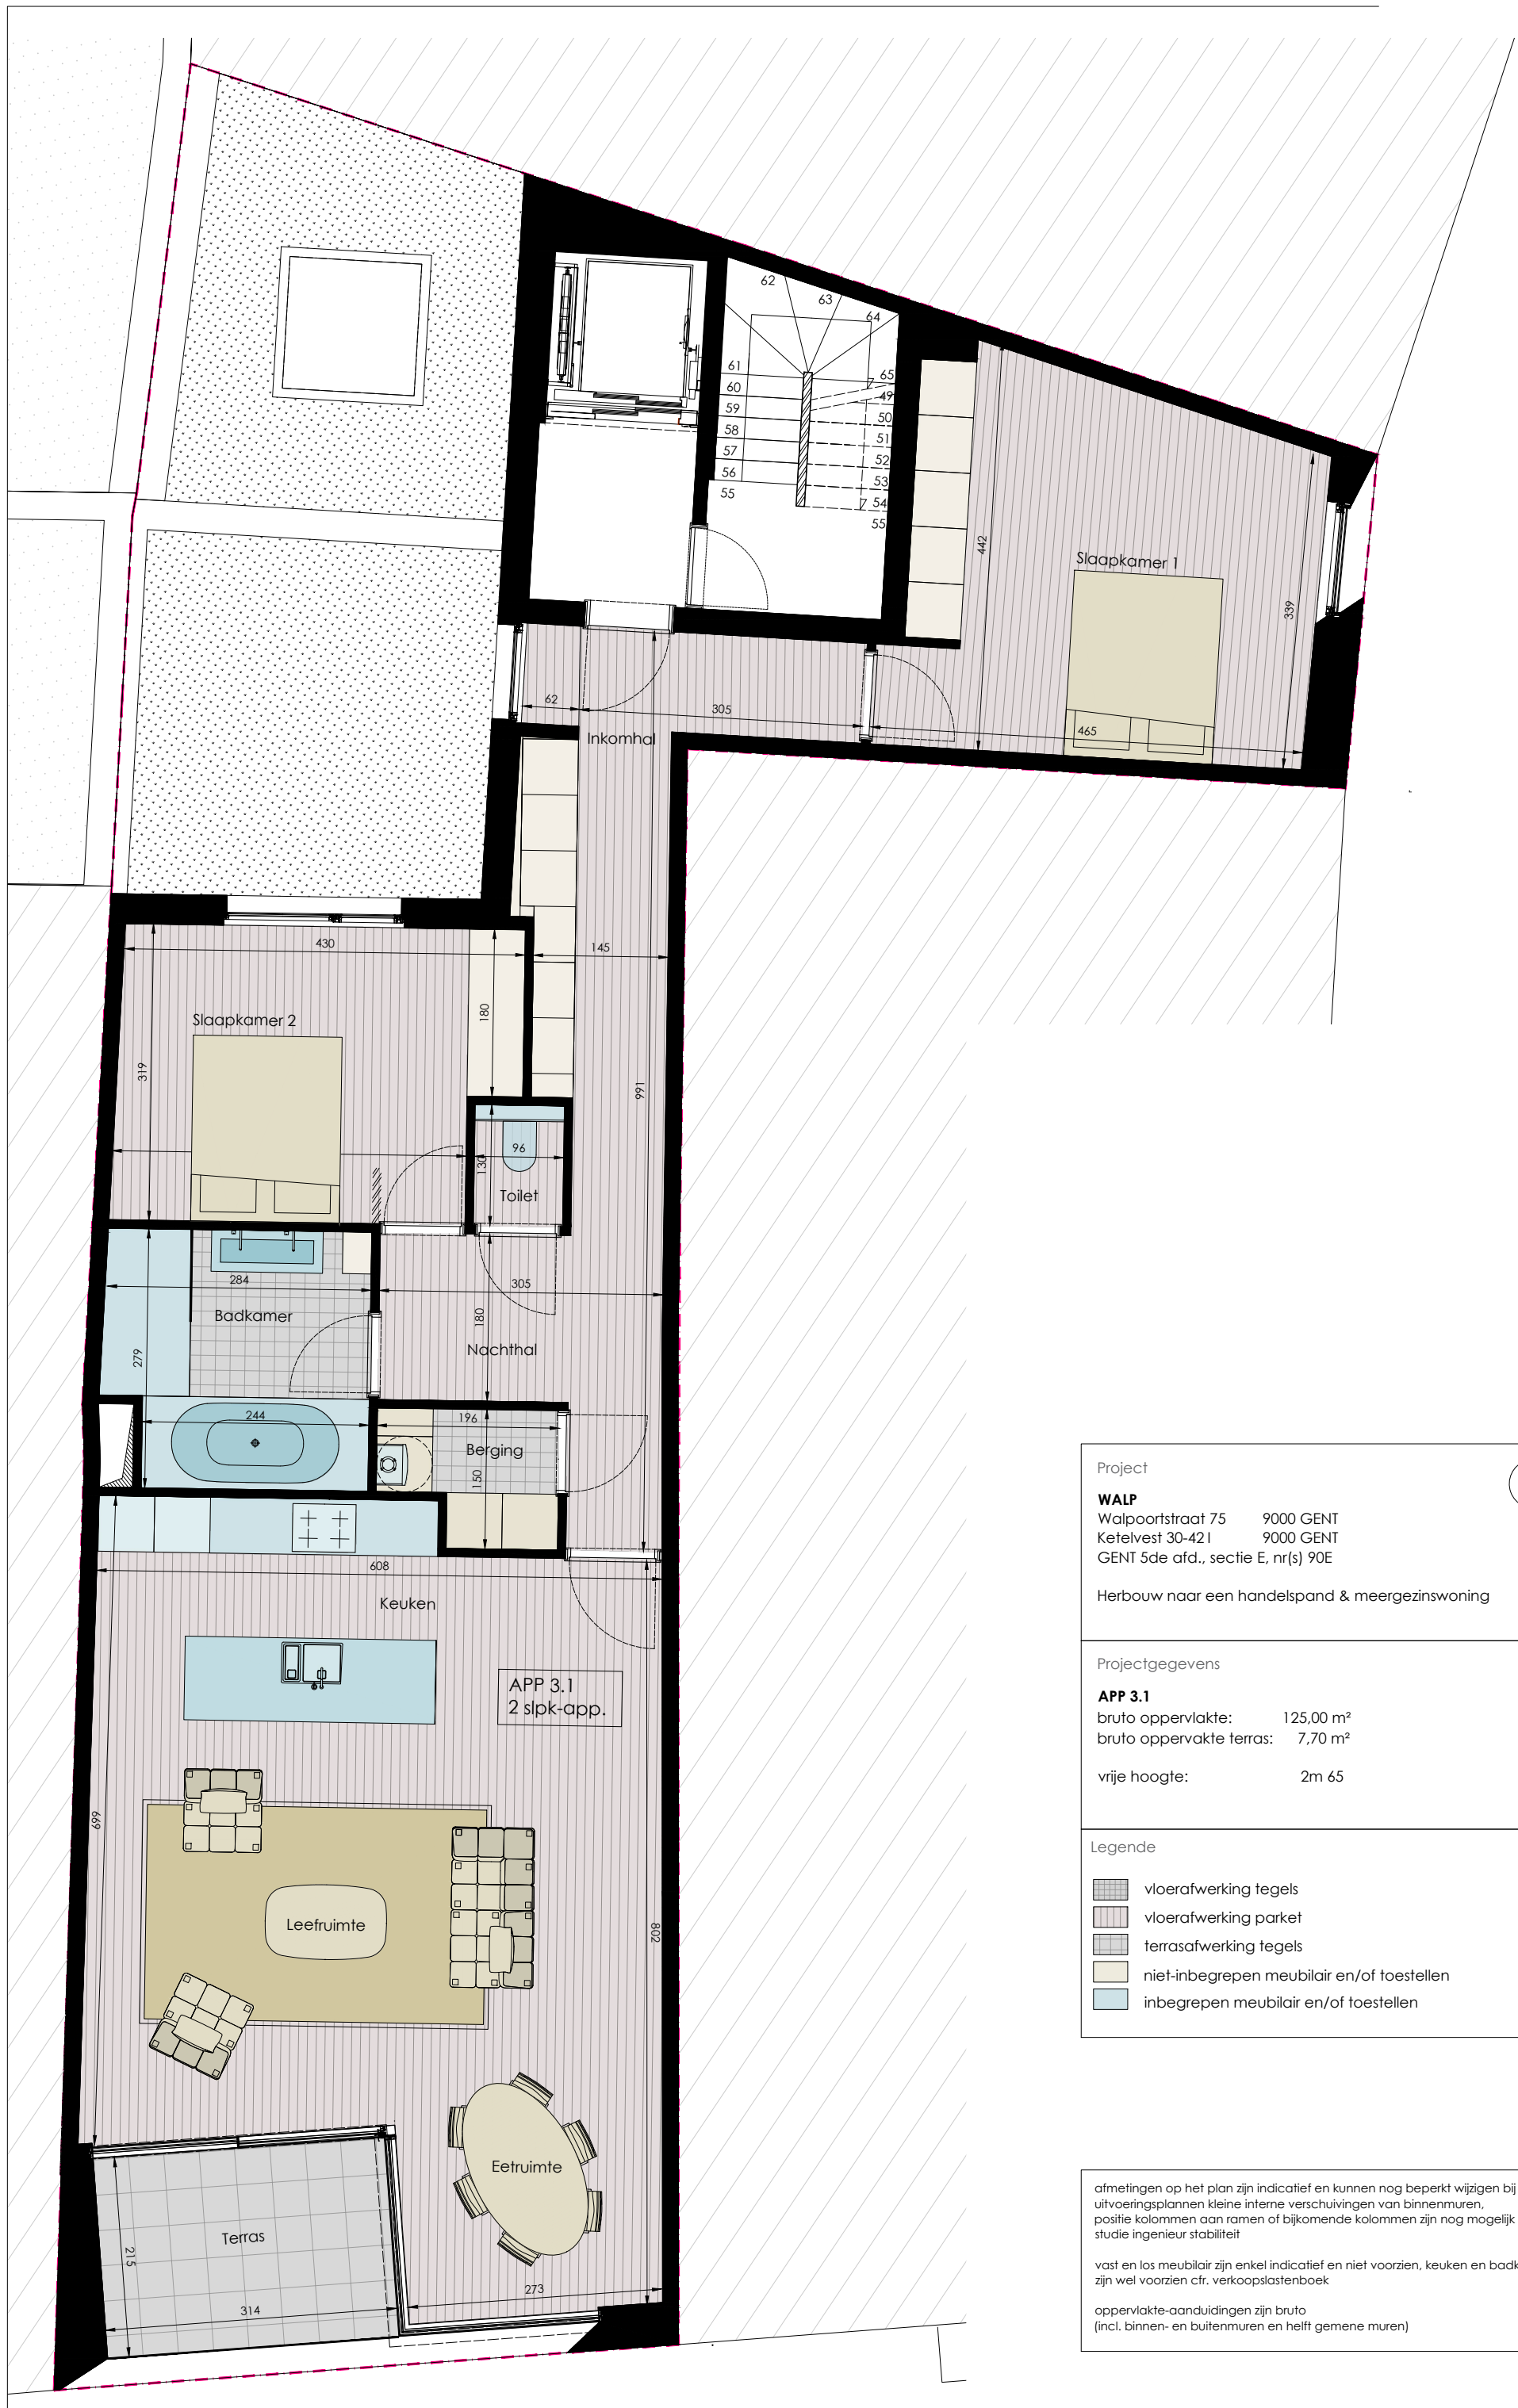 62
63
64
61
60
59
58
57
56
55
65
49
50
51
52
53
54
55
442
Slaapkamer 1
339
62
305
465
Inkomhal
430
145
180
Slaapkamer 2
319
991
96
130
Toilet
284
305
Badkamer
180
279
Nachthal
244
196
Berging
150
608
Keuken
APP 3.1
2 slpk-app.
699
Leefruimte
802
Eetruimte
Terras
215
273
314
Project
WALP
Walpoortstraat 75 9000 GENT
Ketelvest 30-42 I 9000 GENT
GENT 5de afd., sectie E, nr(s) 90E
Herbouw naar een handelspand & meergezinswoning
Projectgegevens
APP 3.1
bruto oppervlakte: 125,00 m²
bruto oppervakte terras: 7,70 m²
vrije hoogte: 2m 65
Legende
vloerafwerking tegels
vloerafwerking parket
terrasafwerking tegels
niet-inbegrepen meubilair en/of toestellen
inbegrepen meubilair en/of toestellen
afmetingen op het plan zijn indicatief en kunnen nog beperkt wijzigen bij
uitvoeringsplannen kleine interne verschuivingen van binnenmuren,
positie kolommen aan ramen of bijkomende kolommen zijn nog mogelijk
studie ingenieur stabiliteit
vast en los meubilair zijn enkel indicatief en niet voorzien, keuken en badk
zijn wel voorzien cfr. verkoopslastenboek
oppervlakte-aanduidingen zijn bruto
(incl. binnen- en buitenmuren en helft gemene muren)